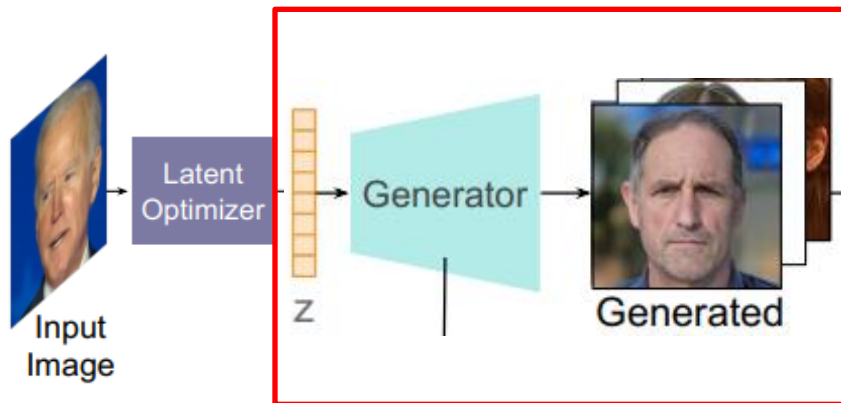 Input
Image
Latent
Optimizer
z
Generator
Generated